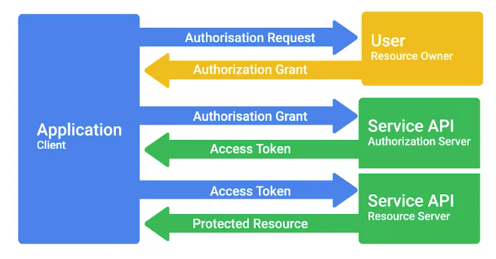 Application
Client
Authorisation Request
Authorization Grant
User
Resource Owner
Authorisation Grant
Access Token
Service API
Authorization Server
Access Token
Protected Resource
Service API
Resource Server